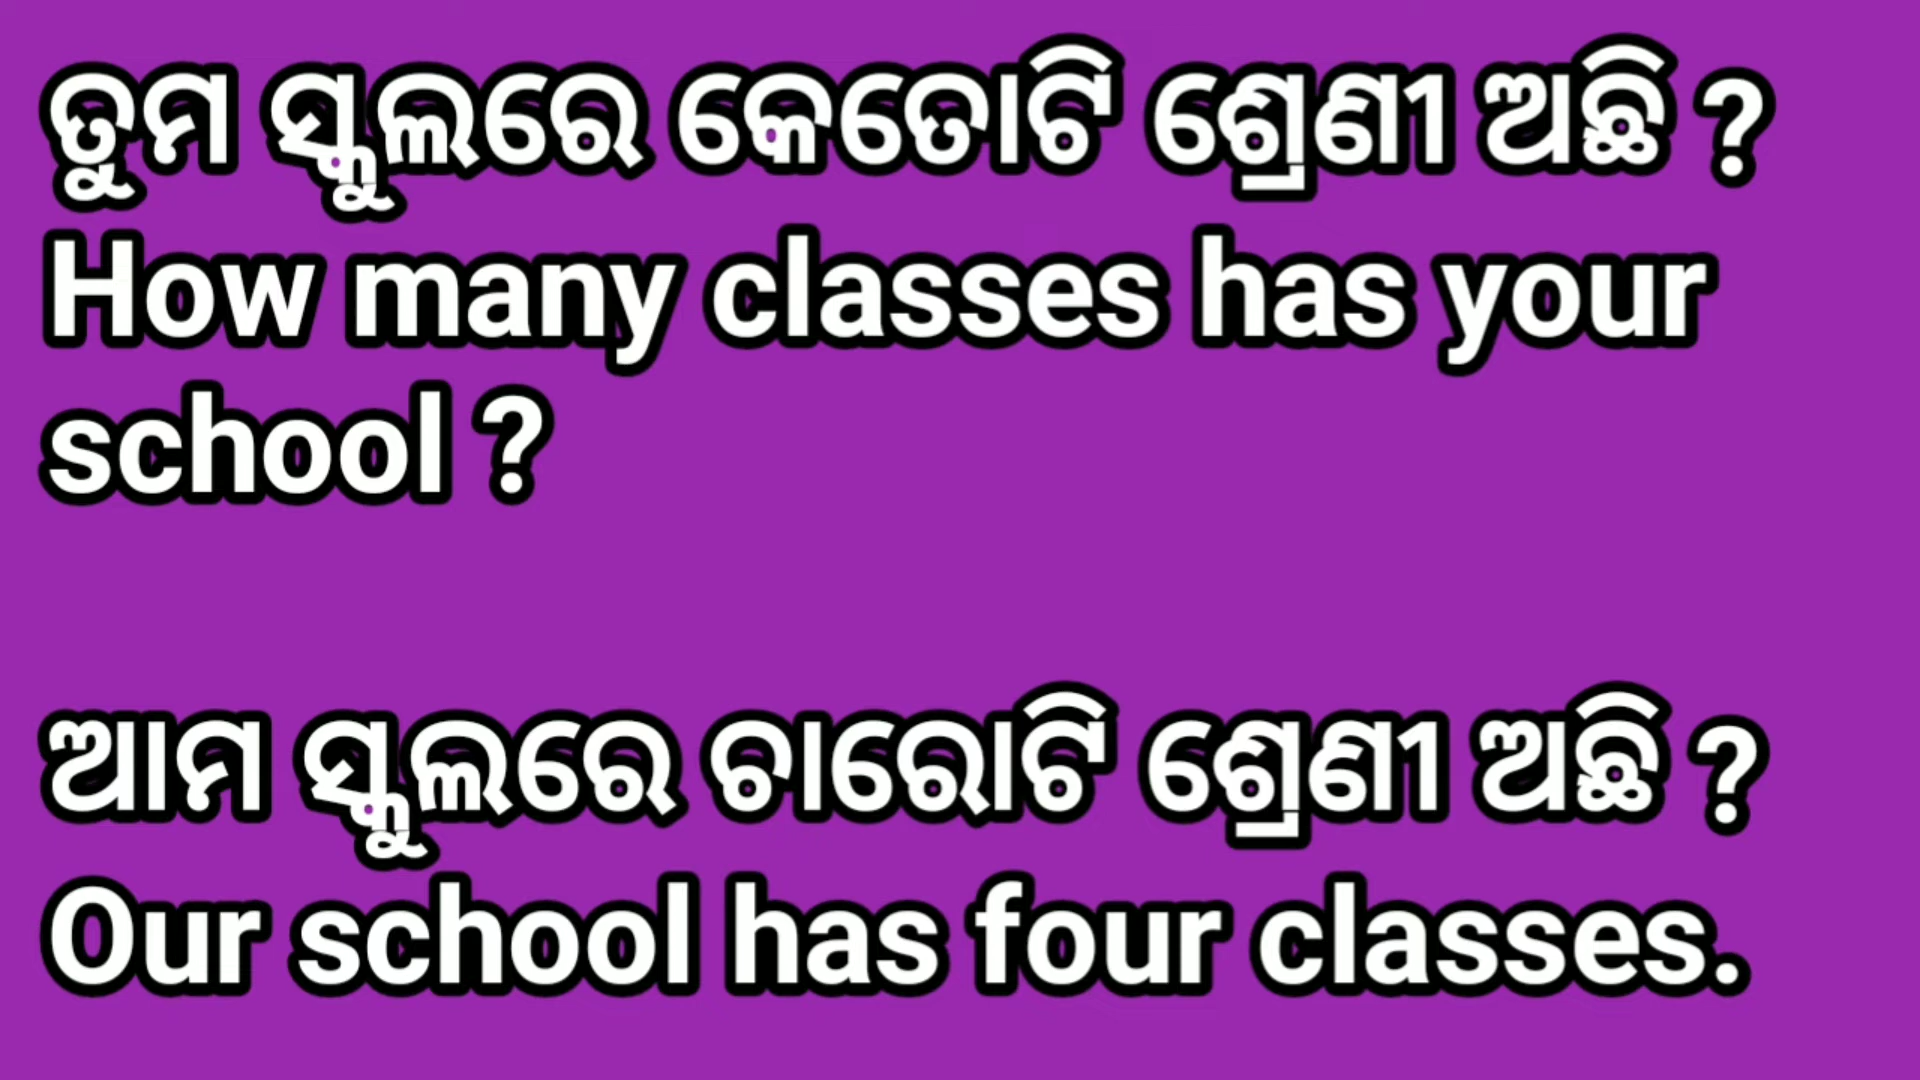 ତୁମ ସ୍କୁଲରେ କେତୋଟି ଶ୍ରେଣୀ ଅଛି ?
How many classes has your
school ?
ଆମ ସ୍କୁଲରେ ଚାରୋଟି ଶ୍ରେଣୀ ଅଛି ?
Our school has four classes.